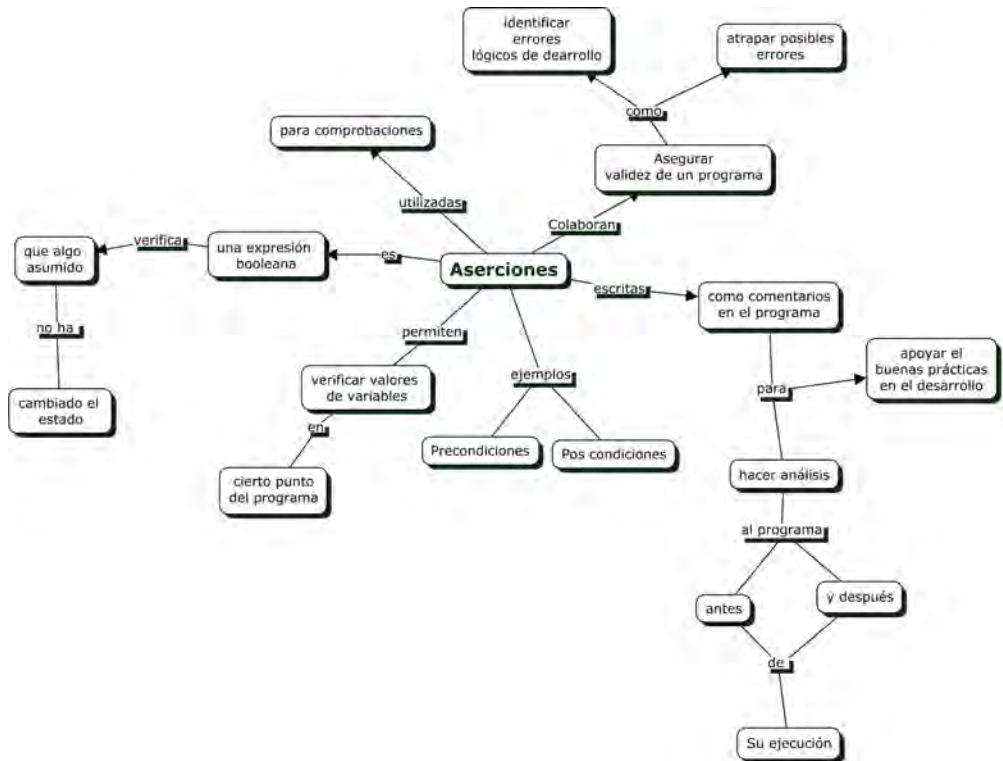 identificar
errores
lógicos de dearrollo
atrapar posibles
errores
como
para comprobaciones
Asegurar
validez de un programa
utilizadas
Colaboran
que algo
asumido
verifica
una expresión
booleana
es
Aserciones
escritas
como comentarios
en el programa
no ha
permiten
cambiado el
estado
verificar valores
de variables
ejemplos
para
apoyar el
buenas prácticas
en el desarrollo
en
Precondiciones
Pos condiciones
cierto punto
del programa
hacer análisis
al programa
antes
y después
de
Su ejecución